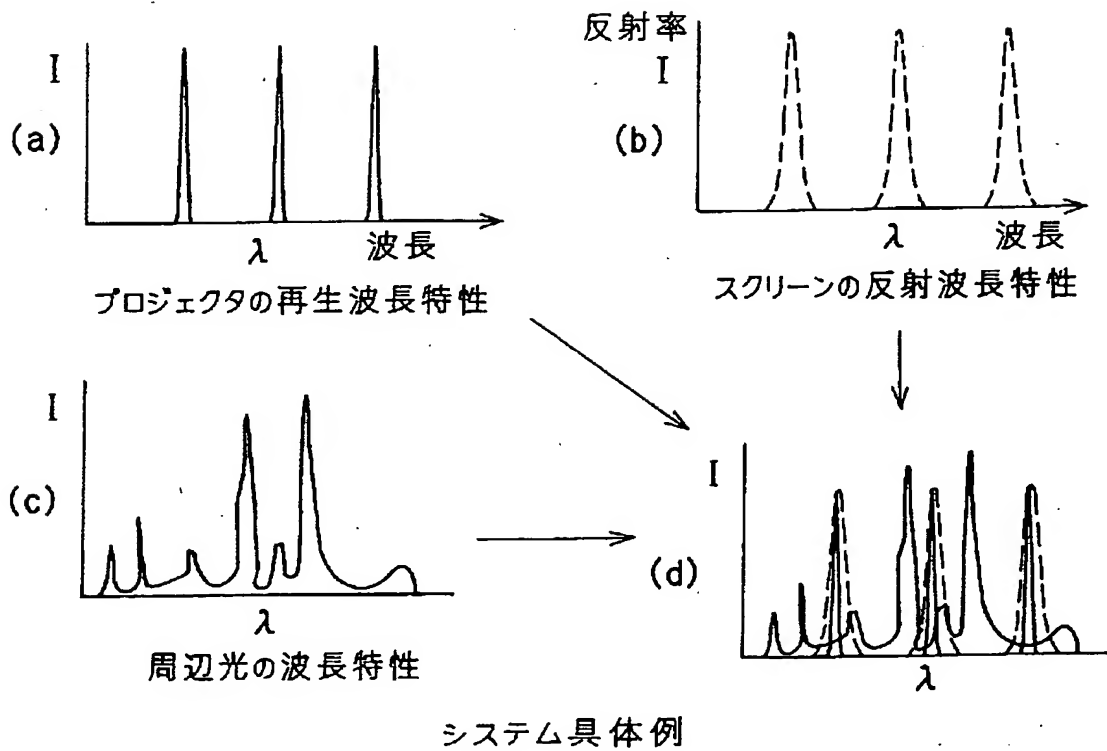 (a)
I
λ
波長
プロジェクタの再生波長特性
(b)
反射率
I
λ
波長
スクリーンの反射波長特性
(c)
I
λ
周辺光の波長特性
(d)
I
λ
システム具体例